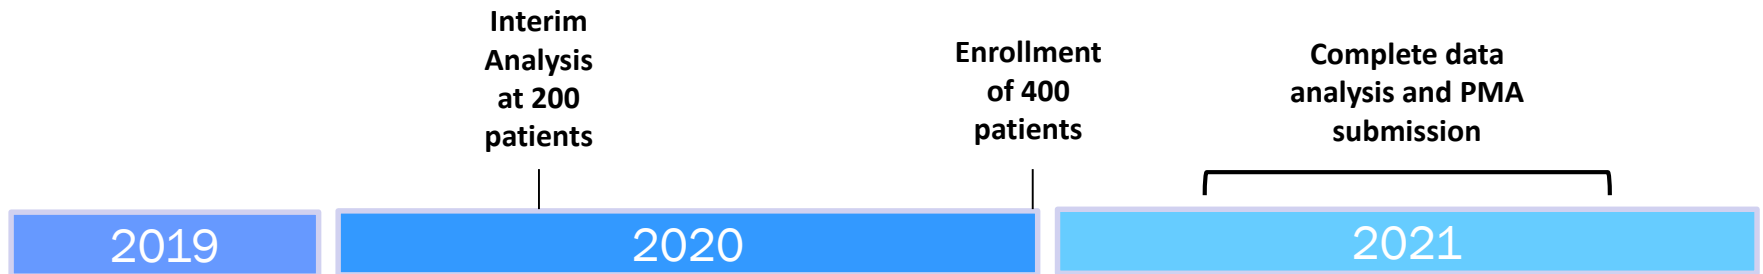 Interim
Analysis
at 200
patients
Enrollment
of 400
patients
Complete data
analysis and PMA
submission
2019
2020
2021